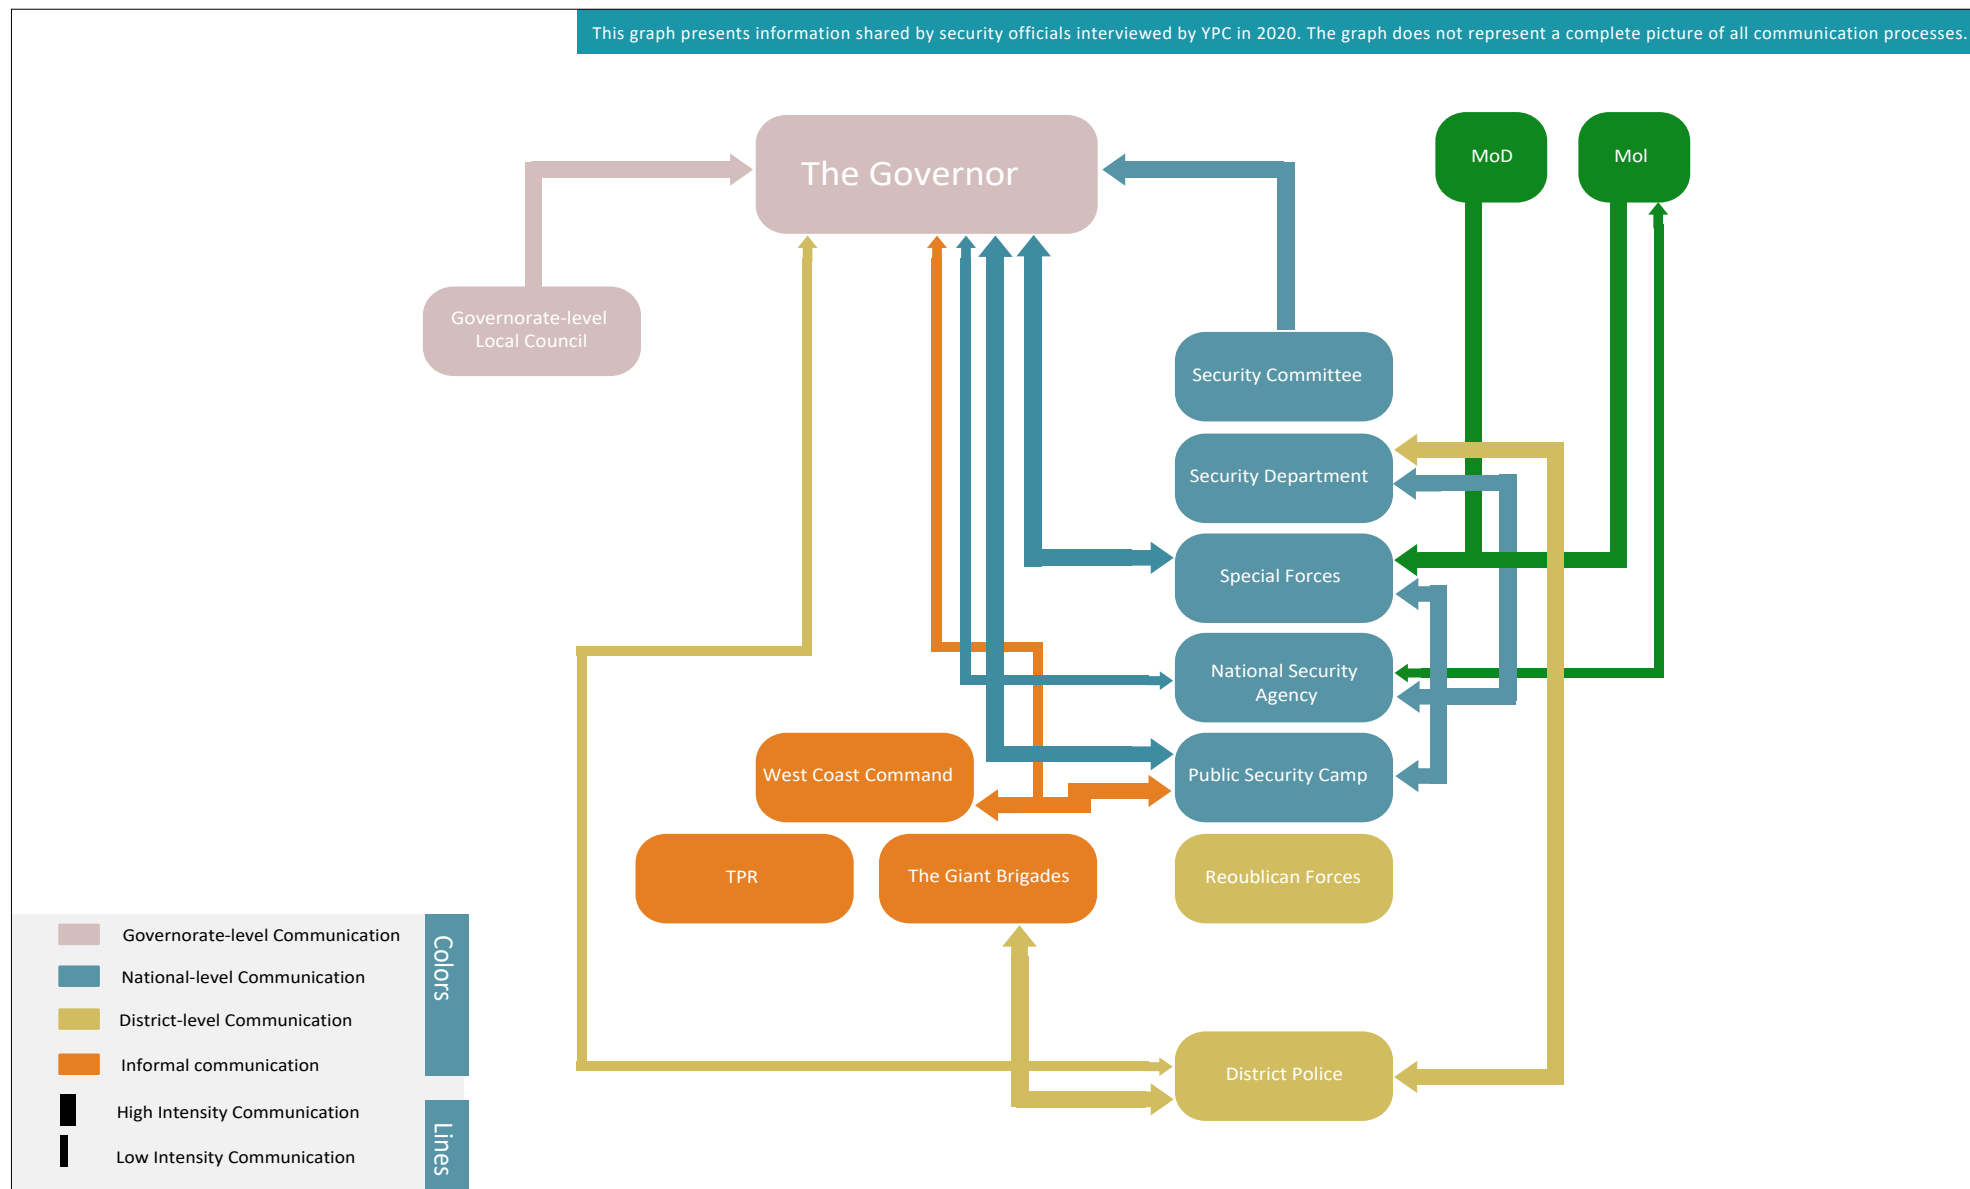 This graph presents information shared by security officials interviewed by YPC in 2020. The graph does not represent a complete picture of all communication processes.
The Governor
MoD
MoI
Governorate-level
Local Council
Security Committee
Security Department
Special Forces
National Security
Agency
West Coast Command
Public Security Camp
TPR
The Giant Brigades
Reoublican Forces
District Police
Colors
Governorate-level Communication
National-level Communication
District-level Communication
Informal communication
Lines
High Intensity Communication
Low Intensity Communication